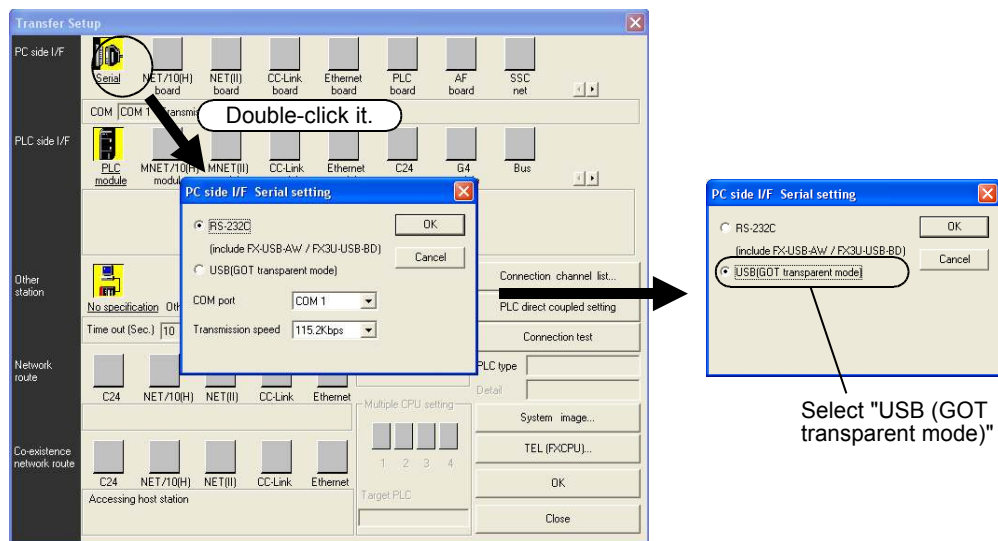 Transfer Setup
PC side I/F
Serial
NET/10(H) board
NET(II) board
CC-Link board
Ethernet board
PLC board
AF board
SSC net
COM COM 1
Double-click it.
PLC side I/F
PLC module
MNET/10(H)
MNET(II)
CC-Link
Ethernet
C24
G4
Bus
PC side I/F Serial setting
RS-232C
(include FX-USB-AW / FX3U-USB-BD)
USB(GOT transparent mode)
COM port COM 1
Transmission speed 115.2Kbps
OK
Cancel
Other station
No specification
Time out (Sec.) 10
Connection channel list...
PLC direct coupled setting
Connection test
PLC type
Detail
System image...
TEL (FXCPU)...
OK
Close
Network route
C24
NET/10(H)
NET(II)
CC-Link
Ethernet
Multiple CPU setting
1 2 3 4
Target PLC
Co-existence network route
C24
NET/10(H)
NET(II)
CC-Link
Ethernet
Accessing host station
PC side I/F Serial setting
RS-232C
(include FX-USB-AW / FX3U-USB-BD)
USB(GOT transparent mode)
OK
Cancel
Select "USB (GOT
transparent mode)"